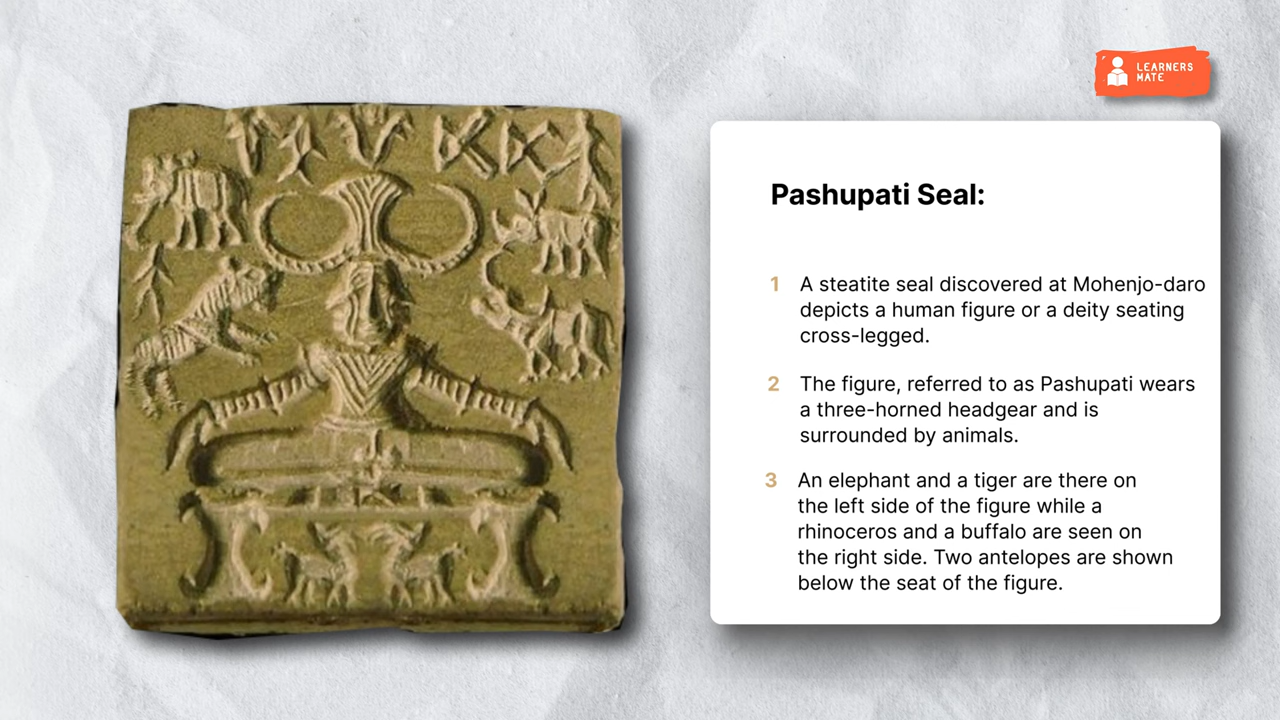 LEARNERS
MATE
Pashupati Seal:
1 A steatite seal discovered at Mohenjo-daro
depicts a human figure or a deity seating
cross-legged.
2 The figure, referred to as Pashupati wears
a three-horned headgear and is
surrounded by animals.
3 An elephant and a tiger are there on
the left side of the figure while a
rhinoceros and a buffalo are seen on
the right side. Two antelopes are shown
below the seat of the figure.